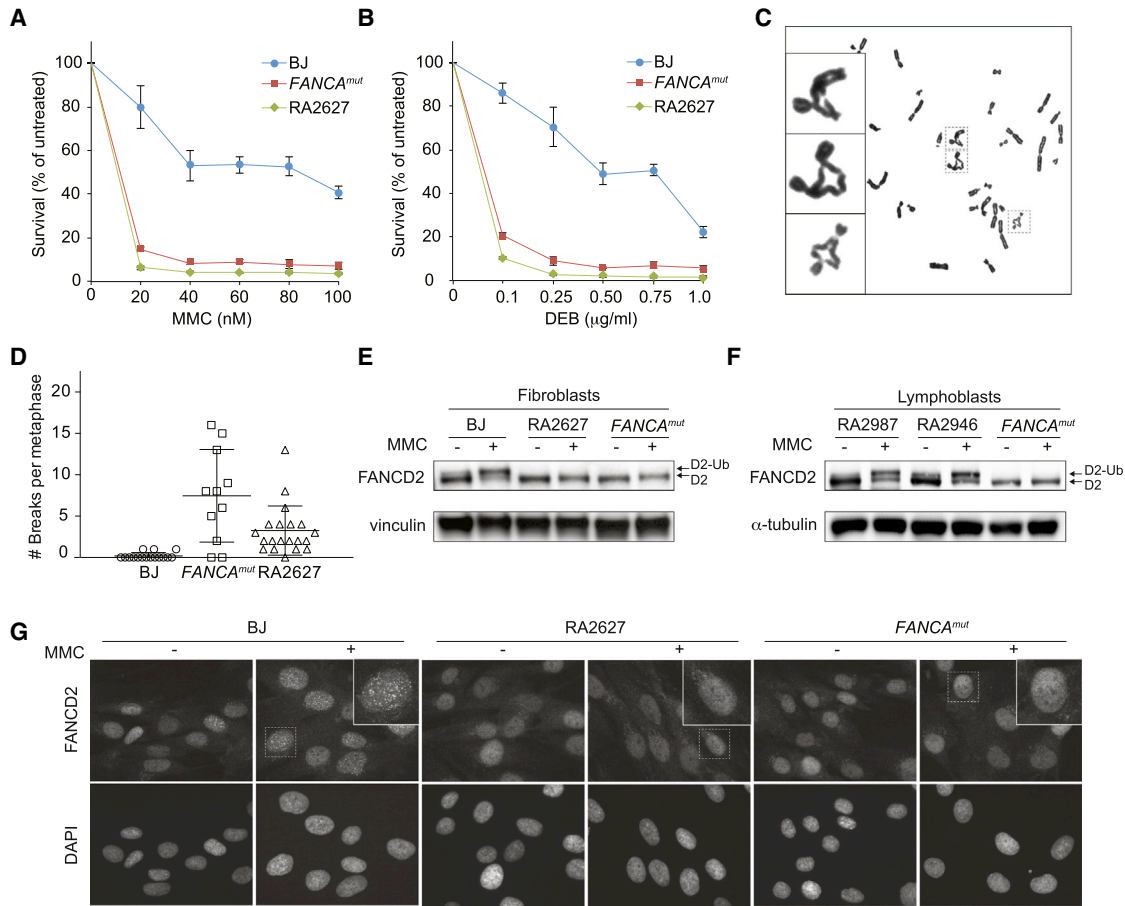 A
B
C
100
80
60
40
20
0
Survival (% of untreated)
BJ
FANCAmut
RA2627
0
20
40
60
80
100
MMC (nM)
100
80
60
40
20
0
Survival (% of untreated)
BJ
FANCAmut
RA2627
0
0.1
0.25
0.50
0.75
1.0
DEB (μg/ml)
D
E
F
# Breaks per metaphase
20
15
10
5
0
BJ
FANCAmut
RA2627
Fibroblasts
BJ RA2627 FANCAmut
MMC - + - + - +
FANCD2
D2-Ub
D2
vinculin
Lymphoblasts
RA2987 RA2946 FANCAmut
MMC - + - + - +
FANCD2
D2-Ub
D2
α-tubulin
G
BJ RA2627 FANCAmut
MMC - + - + - +
FANCD2
DAPI